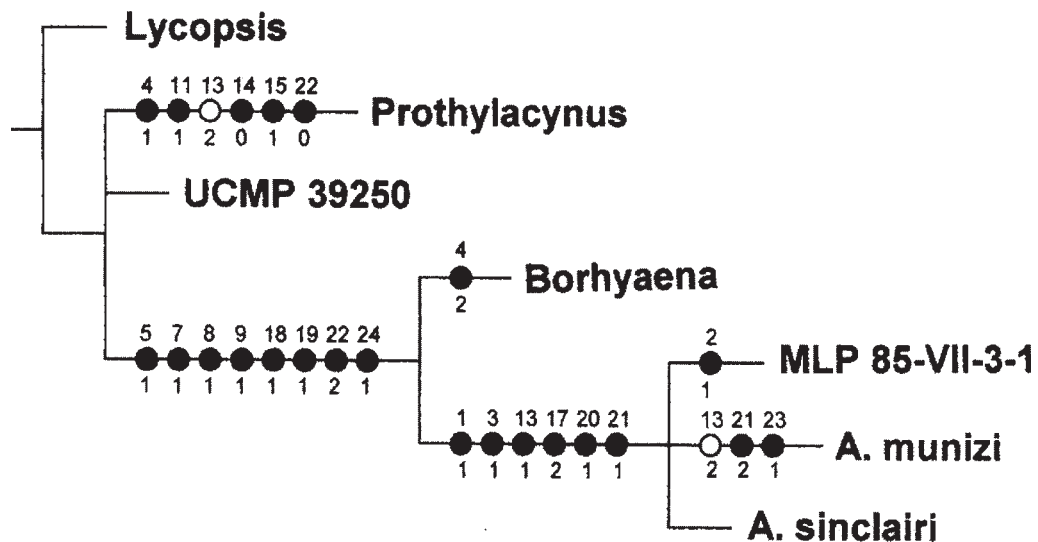 Lycopsis
4 11 13 14 15 22
Prothylacynus
1 1 2 0 1 0
UCMP 39250
4
Borhyaena
2
5 7 8 9 18 19 22 24
1 1 1 1 1 1 2 1
2
MLP 85-VII-3-1
1
1 3 13 17 20 21
1 1 1 2 1 1
13 21 23
A. munizi
2 2 1
A. sinclairi